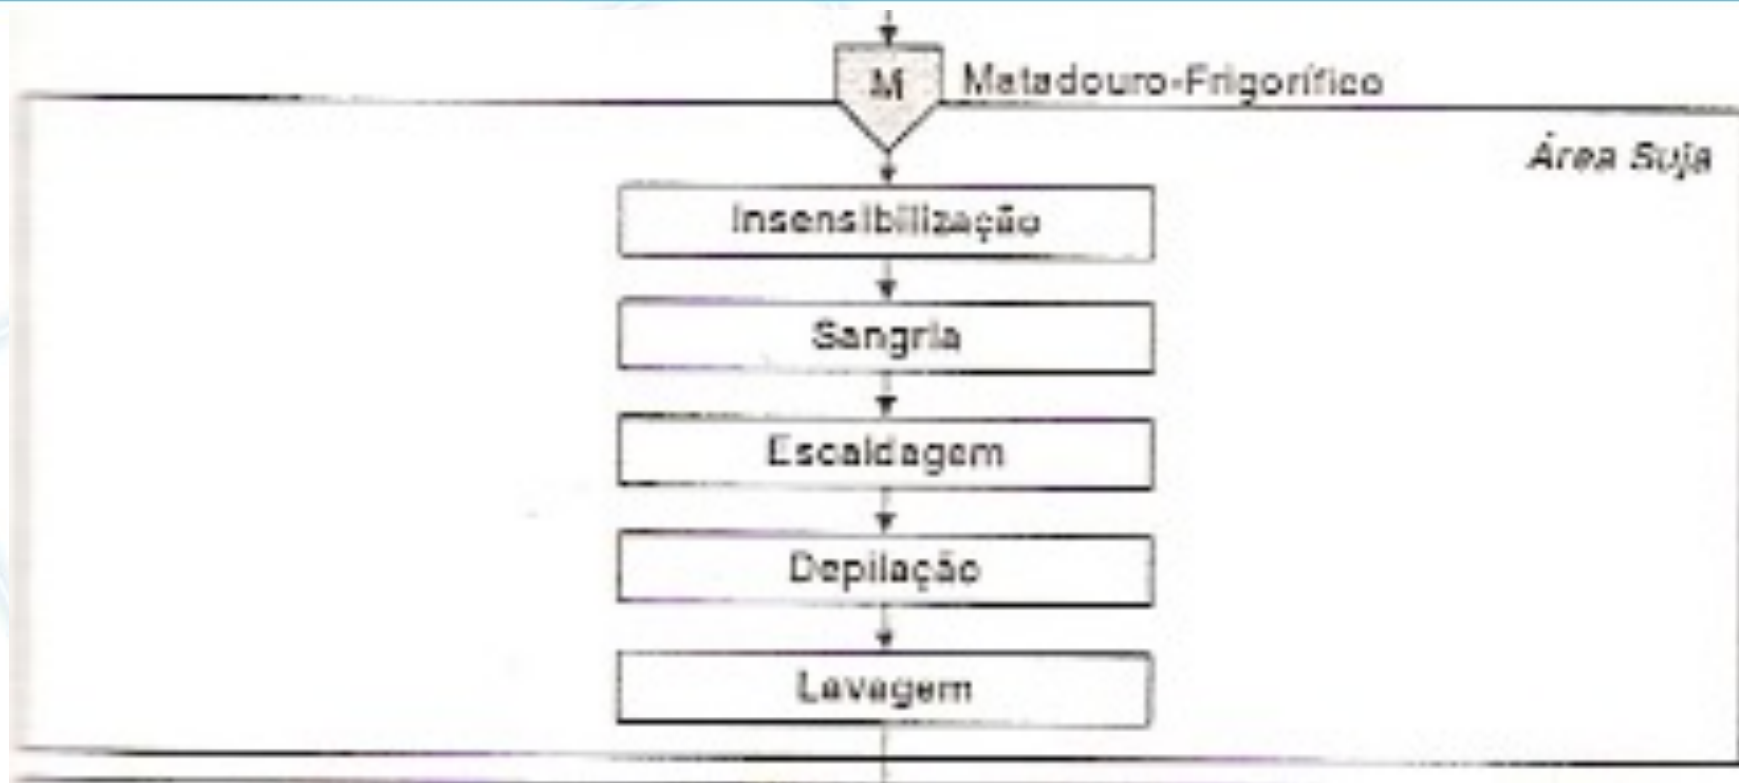 M Matadouro-Frigorífico
Área Suja
Insensibilização
Sangria
Escaldagem
Depilação
Lavagem